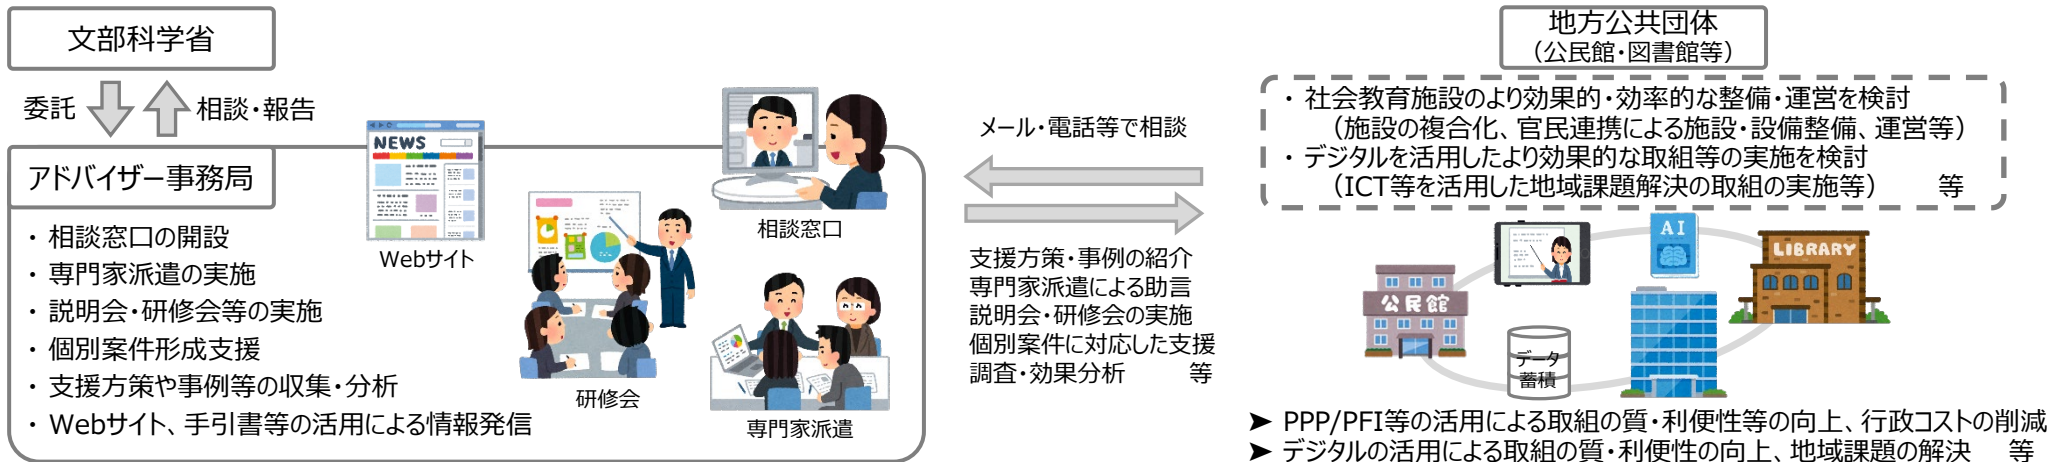 文部科学省
委託
相談・報告
アドバイザー事務局
・ 相談窓口の開設
・ 専門家派遣の実施
・ 説明会・研修会等の実施
・ 個別案件形成支援
・ 支援方策や事例等の収集・分析
・ Webサイト、手引書等の活用による情報発信
NEWS
Webサイト
研修会
相談窓口
専門家派遣
メール・電話等で相談
支援方策・事例の紹介
専門家派遣による助言
説明会・研修会の実施
個別案件に対応した支援
調査・効果分析 等
地方公共団体
（公民館・図書館等）
・ 社会教育施設のより効果的・効率的な整備・運営を検討
（施設の複合化、官民連携による施設・設備整備、運営等）
・ デジタルを活用したより効果的な取組等の実施を検討
（ICT等を活用した地域課題解決の取組の実施等） 等
AI
LIBRARY
公民館
データ
蓄積
➤ PPP/PFI等の活用による取組の質・利便性等の向上、行政コストの削減
➤ デジタルの活用による取組の質・利便性の向上、地域課題の解決 等